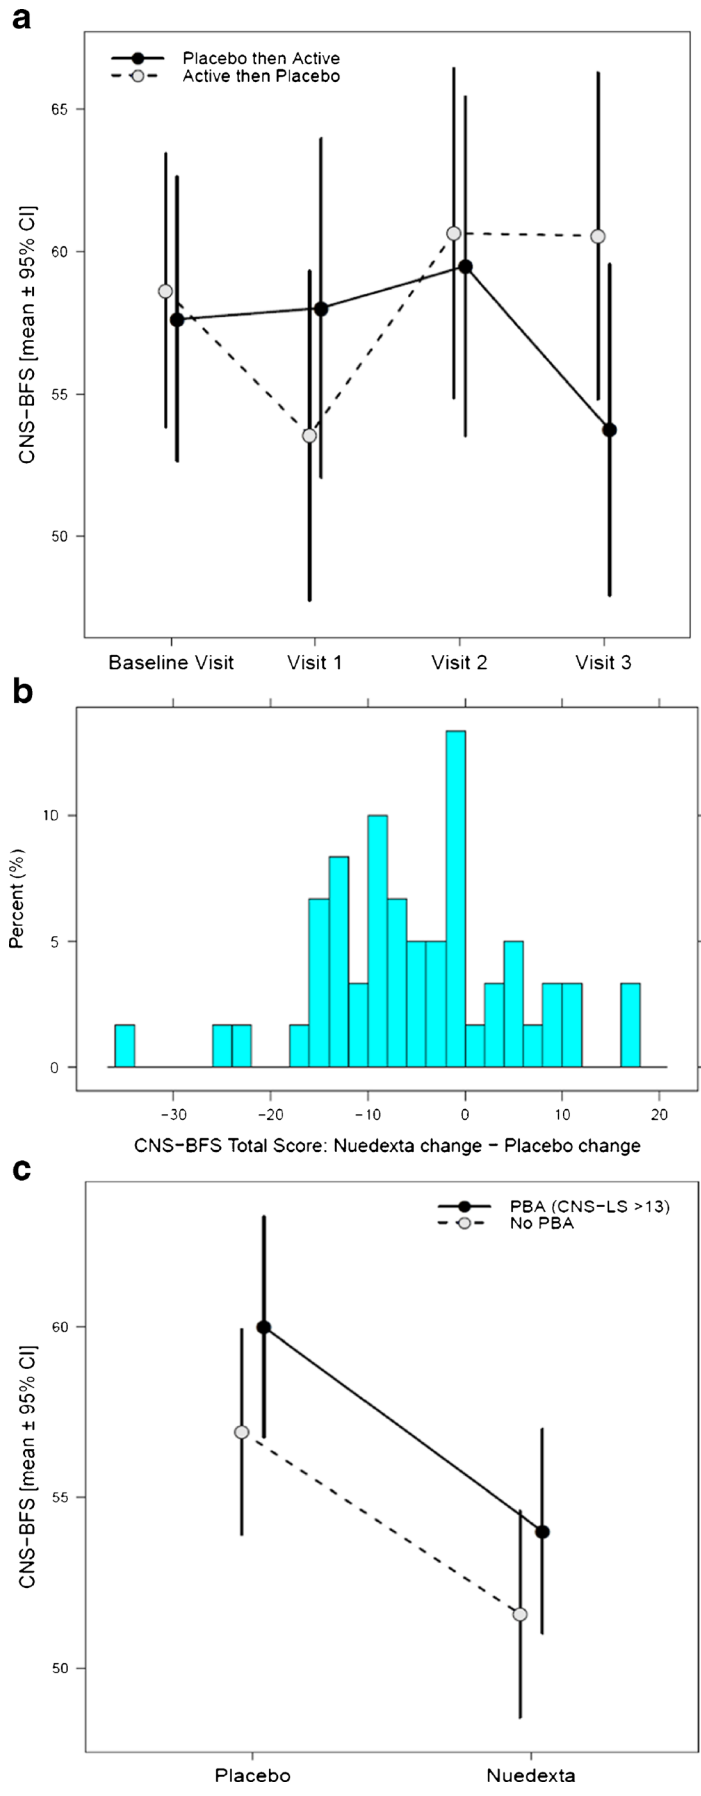 a
Placebo then Active
Active then Placebo
65
60
55
50
CNS−BFS [mean ± 95% CI]
Baseline Visit Visit 1 Visit 2 Visit 3
b
10
5
0
Percent (%)
−30 −20 −10 0 10 20
CNS−BFS Total Score: Nuedexta change − Placebo change
c
PBA (CNS−LS >13)
No PBA
60
55
50
CNS−BFS [mean ± 95% CI]
Placebo Nuedexta